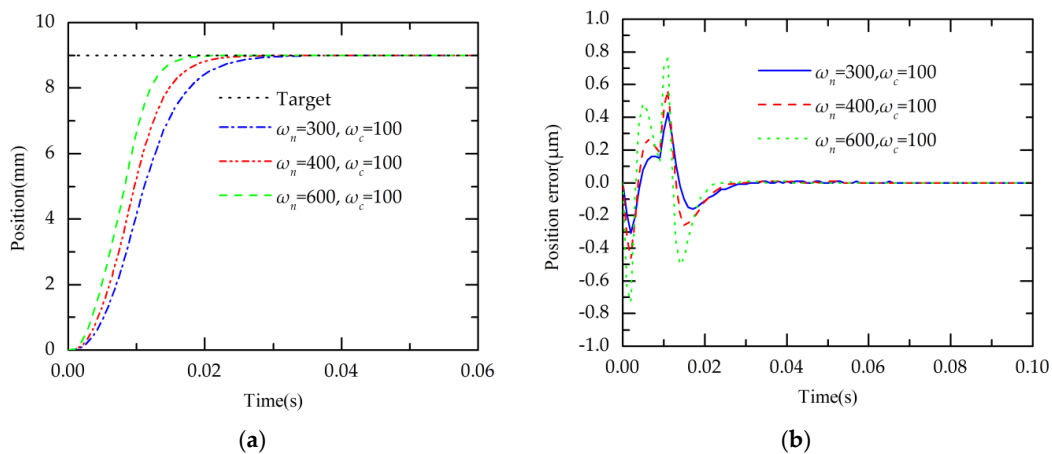 10
8
6
4
2
0
Position(mm)
Target
ωn=300, ωc=100
ωn=400, ωc=100
ωn=600, ωc=100
0.00 0.02 0.04 0.06
Time(s)
(a)
1.0
0.8
0.6
0.4
0.2
0.0
-0.2
-0.4
-0.6
-0.8
-1.0
Position error(μm)
ωn=300,ωc=100
ωn=400,ωc=100
ωn=600,ωc=100
0.00 0.02 0.04 0.06 0.08 0.10
Time(s)
(b)